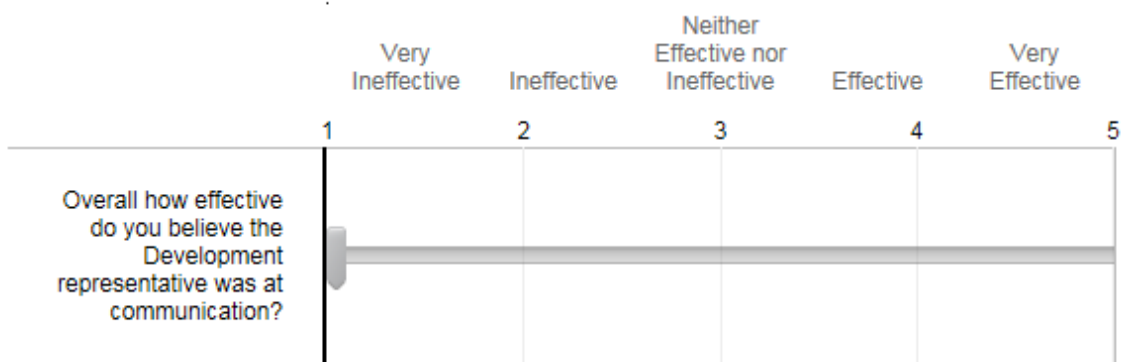 Very
Ineffective
Ineffective
Neither
Effective nor
Ineffective
Effective
Very
Effective
1 2 3 4 5
Overall how effective
do you believe the
Development
representative was at
communication?